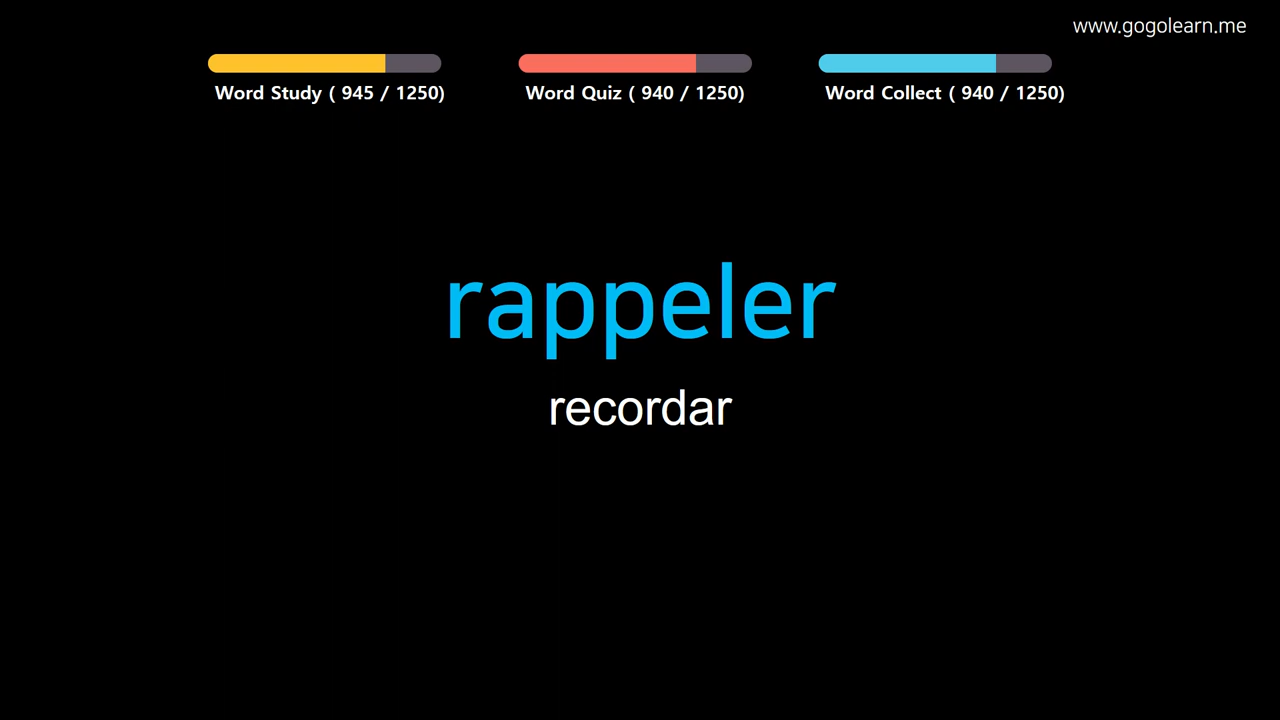 www.gogolearn.me
Word Study ( 945 / 1250)
Word Quiz ( 940 / 1250)
Word Collect ( 940 / 1250)
rappeler
recordar